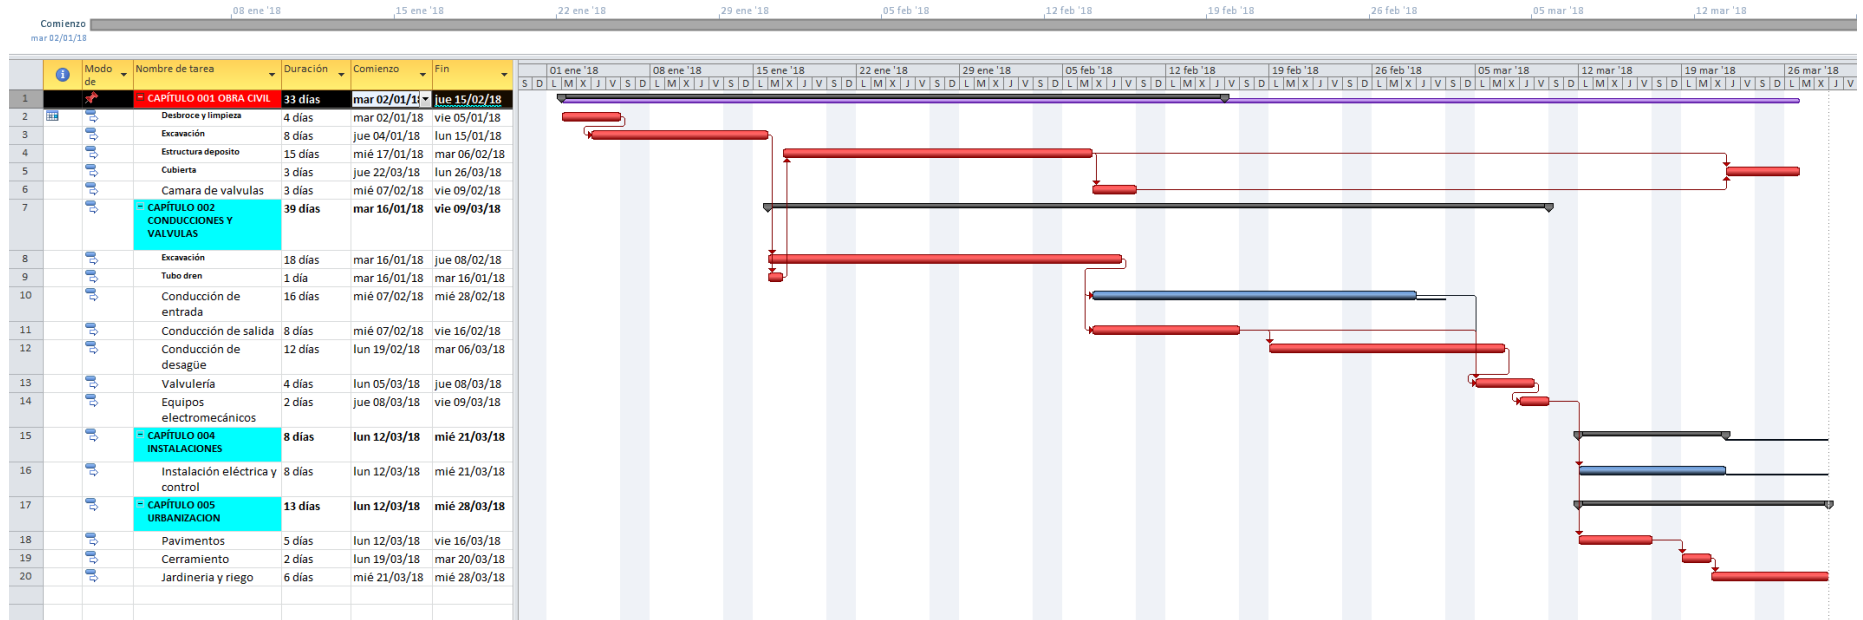 08 ene '18 15 ene '18 22 ene '18 29 ene '18 05 feb '18 12 feb '18 19 feb '18 26 feb '18 05 mar '18 12 mar '18
Comienzo
mar 02/01/18
Modo de Nombre de tarea Duración Comienzo Fin
01 ene '18 08 ene '18 15 ene '18 22 ene '18 29 ene '18 05 feb '18 12 feb '18 19 feb '18 26 feb '18 05 mar '18 12 mar '18 19 mar '18 26 mar '18
S D L M X J V S D L M X J V S D L M X J V S D L M X J V S D L M X J V S D L M X J V S D L M X J V S D L M X J V S D L M X J V S D L M X J V S D L M X J V S D L M X J V S D L M X J V S D L M X J V
1 CAPÍTULO 001 OBRA CIVIL 33 días mar 02/01/18 jue 15/02/18
2 Desbroce y limpieza 4 días mar 02/01/18 vie 05/01/18
3 Excavación 8 días jue 04/01/18 lun 15/01/18
4 Estructura deposito 15 días mié 17/01/18 mar 06/02/18
5 Cubierta 3 días jue 22/03/18 lun 26/03/18
6 Camara de valvulas 3 días mié 07/02/18 vie 09/02/18
7 CAPÍTULO 002 39 días mar 16/01/18 vie 09/03/18
CONDUCCIONES Y
VALVULAS
8 Excavación 18 días mar 16/01/18 jue 08/02/18
9 Tubo dren 1 día mar 16/01/18 mar 16/01/18
10 Conducción de 16 días mié 07/02/18 mié 28/02/18
entrada
11 Conducción de salida 8 días mié 07/02/18 vie 16/02/18
12 Conducción de 12 días lun 19/02/18 mar 06/03/18
desagüe
13 Valvulería 4 días lun 05/03/18 jue 08/03/18
14 Equipos 2 días jue 08/03/18 vie 09/03/18
electromecánicos
15 CAPÍTULO 004 8 días lun 12/03/18 mié 21/03/18
INSTALACIONES
16 Instalación eléctrica y 8 días lun 12/03/18 mié 21/03/18
control
17 CAPÍTULO 005 13 días lun 12/03/18 mié 28/03/18
URBANIZACION
18 Pavimentos 5 días lun 12/03/18 vie 16/03/18
19 Cerramiento 2 días lun 19/03/18 mar 20/03/18
20 Jardineria y riego 6 días mié 21/03/18 mié 28/03/18